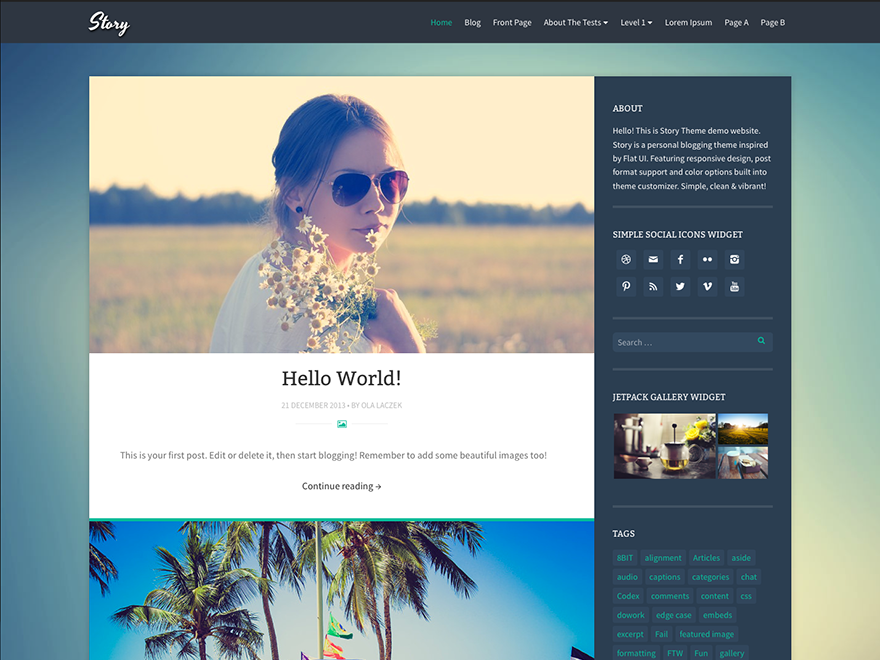 Story
Home Blog Front Page About The Tests Level 1 Lorem Ipsum Page A Page B
Hello World!
21 DECEMBER 2013 • BY OLA LACZEK
This is your first post. Edit or delete it, then start blogging! Remember to add some beautiful images too!
Continue reading →
ABOUT
Hello! This is Story Theme demo website.
Story is a personal blogging theme inspired
by Flat UI. Featuring responsive design, post
format support and color options built into
theme customizer. Simple, clean & vibrant!
SIMPLE SOCIAL ICONS WIDGET
Search ...
JETPACK GALLERY WIDGET
TAGS
8BIT alignment Articles aside
audio captions categories chat
Codex comments content css
dowork edge case embeds
excerpt Fail featured image
formatting FTW Fun gallery